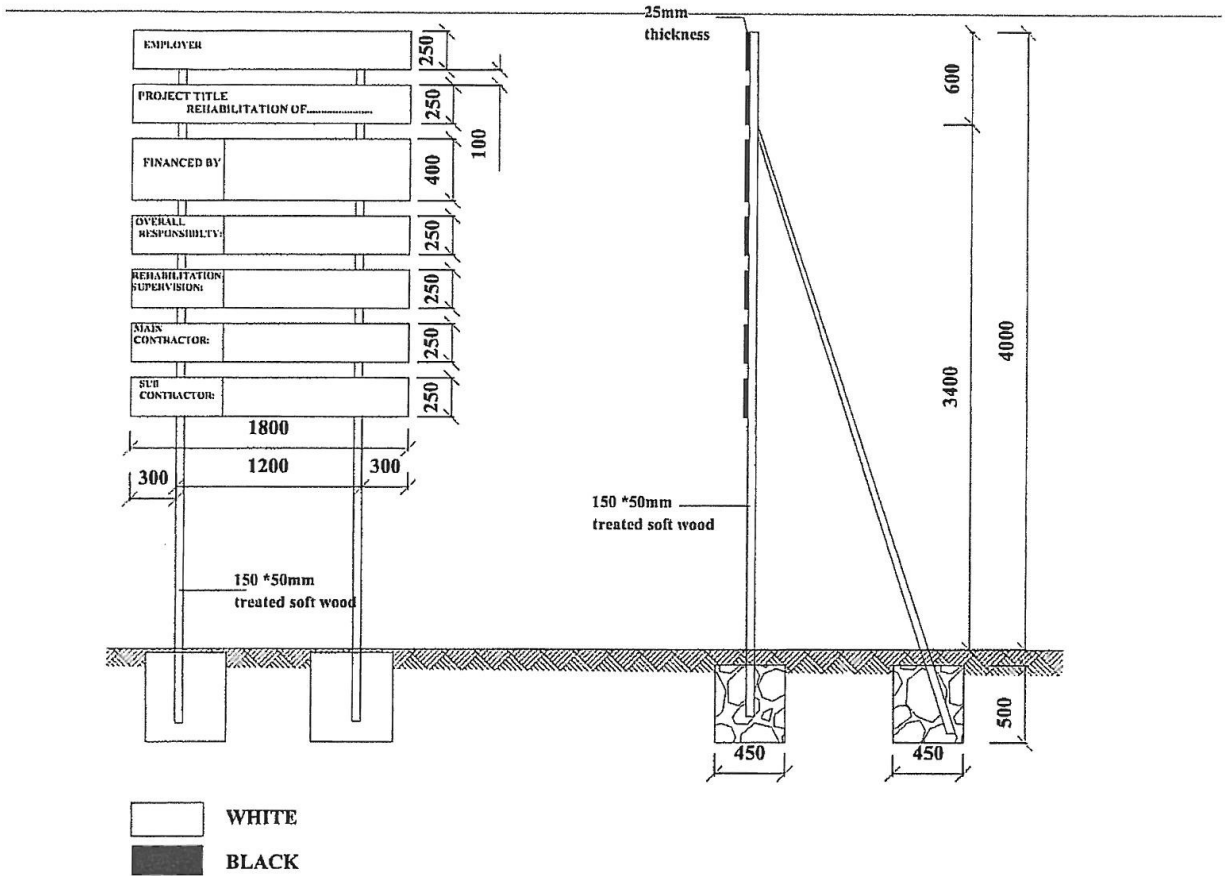 EMPLOYER
250
PROJECT TITLE
REHABILITATION OF......................
250
100
FINANCED BY
400
OVERALL
RESPONSIBILTY:
250
REHABILITATION
SUPERVISION:
250
MAIN
CONTRACTOR:
250
SUB
CONTRACTOR:
250
1800
300
1200
300
150 *50mm
treated soft wood
25mm
thickness
600
3400
4000
150 *50mm
treated soft wood
500
450
450
WHITE
BLACK